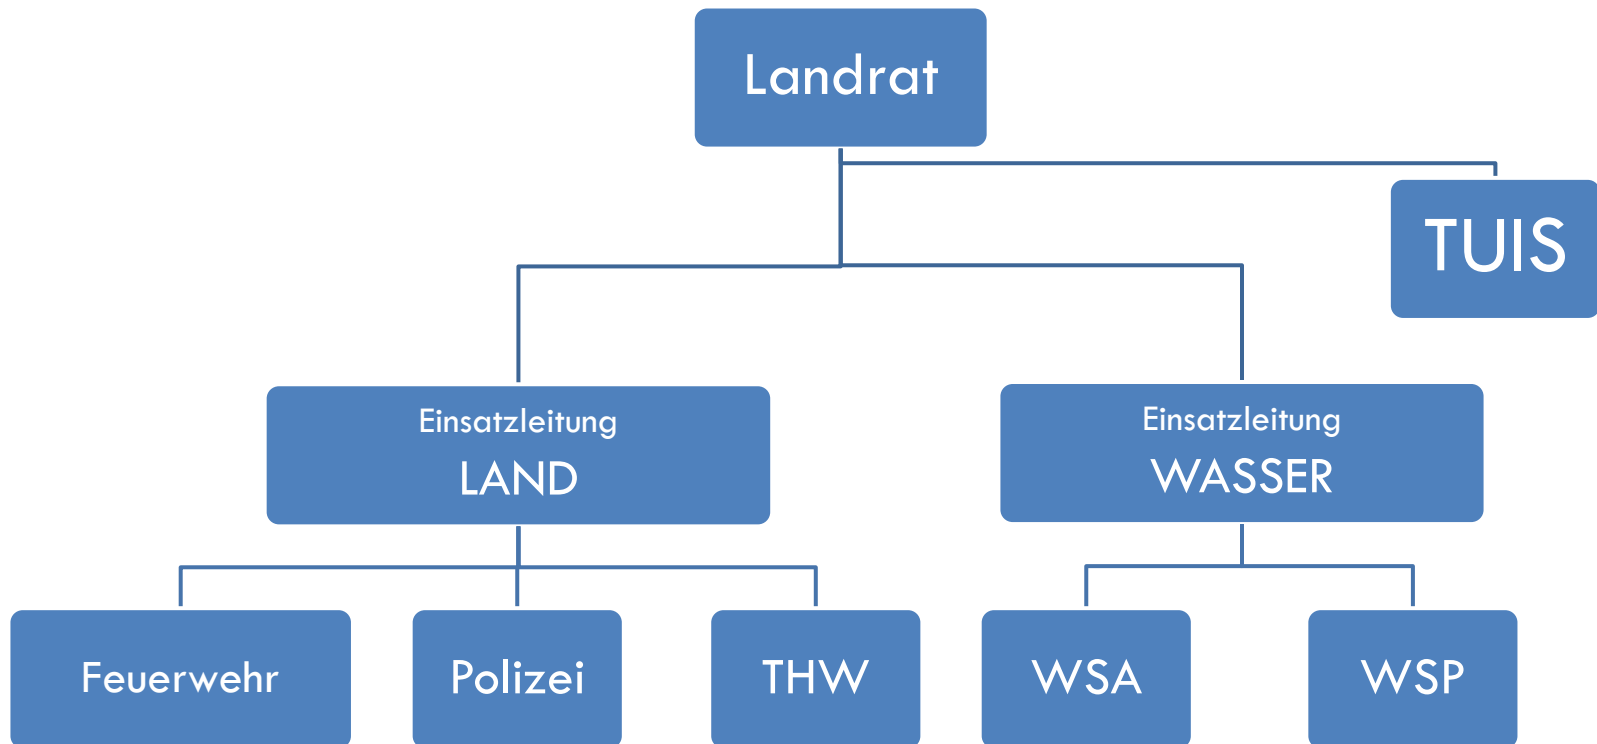 Landrat
TUIS
Einsatzleitung
LAND
Einsatzleitung
WASSER
Feuerwehr
Polizei
THW
WSA
WSP